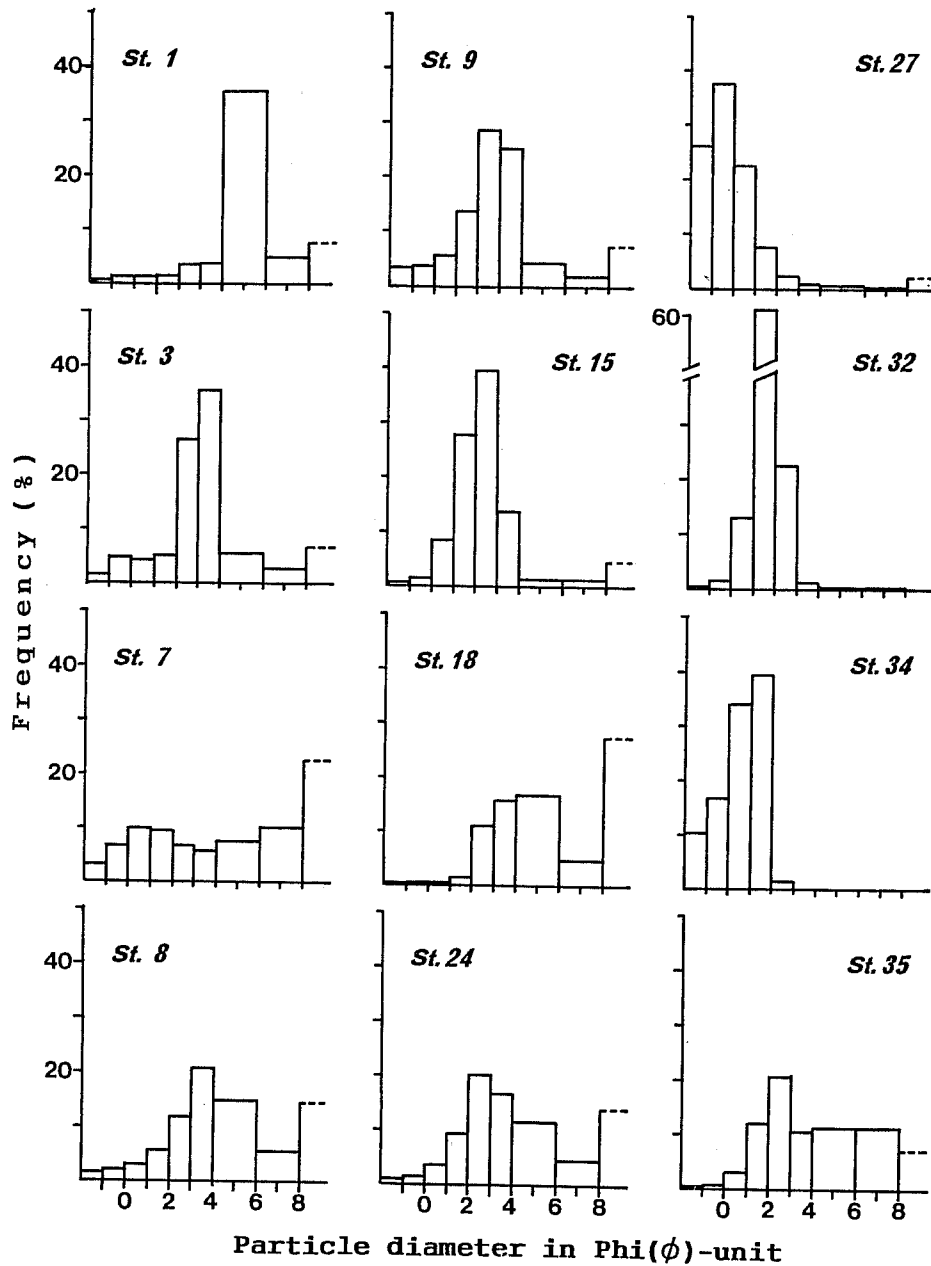 St. 1
St. 9
St. 27
40
20
St. 3
St. 15
60
St. 32
40
20
Frequency (%)
St. 7
St. 18
St. 34
40
20
St. 8
St. 24
St. 35
40
20
0 2 4 6 8
0 2 4 6 8
0 2 4 6 8
Particle diameter in Phi(ϕ)-unit